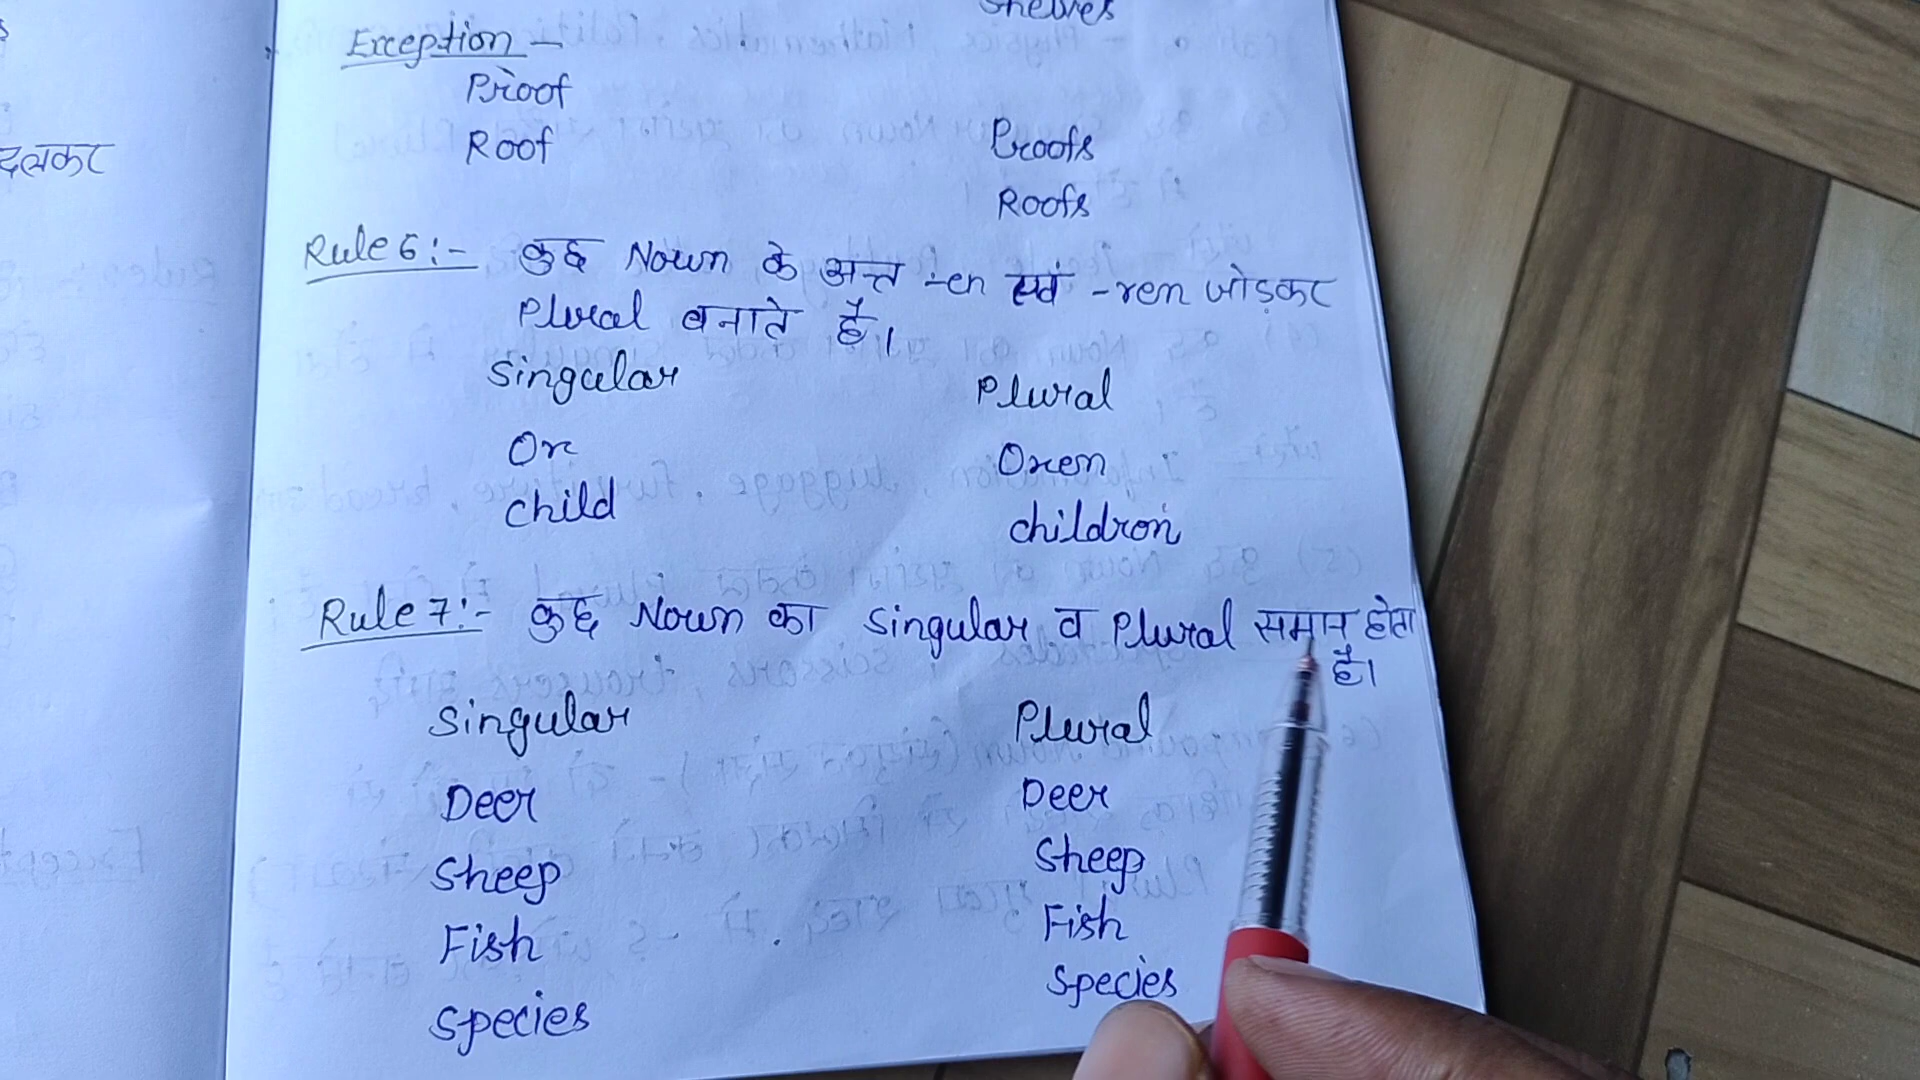 Shelves
Exception –
Proof
Roof
Proofs
Roofs
दलकर
Rule 6:- कुछ Noun के अन्त -en एवं -ren जोड़कर
Plural बनाते है।
Singular Plural
Ox Oxen
Child Children
Rule 7:- कुछ Noun का Singular व Plural समान होता
है।
Singular Plural
Deer Deer
Sheep Sheep
Fish Fish
Species Species